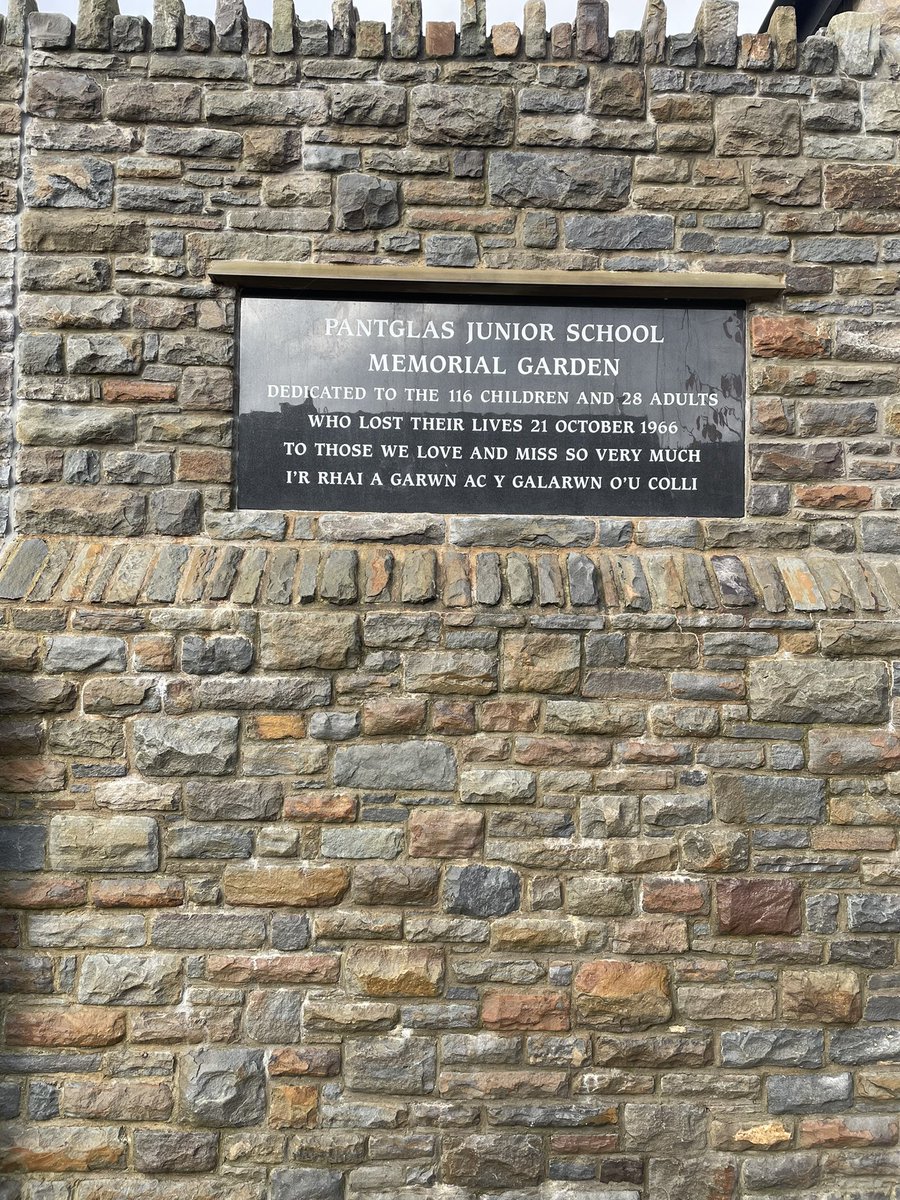 PANTGLAS JUNIOR SCHOOL
MEMORIAL GARDEN
DEDICATED TO THE 116 CHILDREN AND 28 ADULTS
WHO LOST THEIR LIVES 21 OCTOBER 1966
TO THOSE WE LOVE AND MISS SO VERY MUCH
I'R RHAI A GARWN AC Y GALARWN O'U COLLI